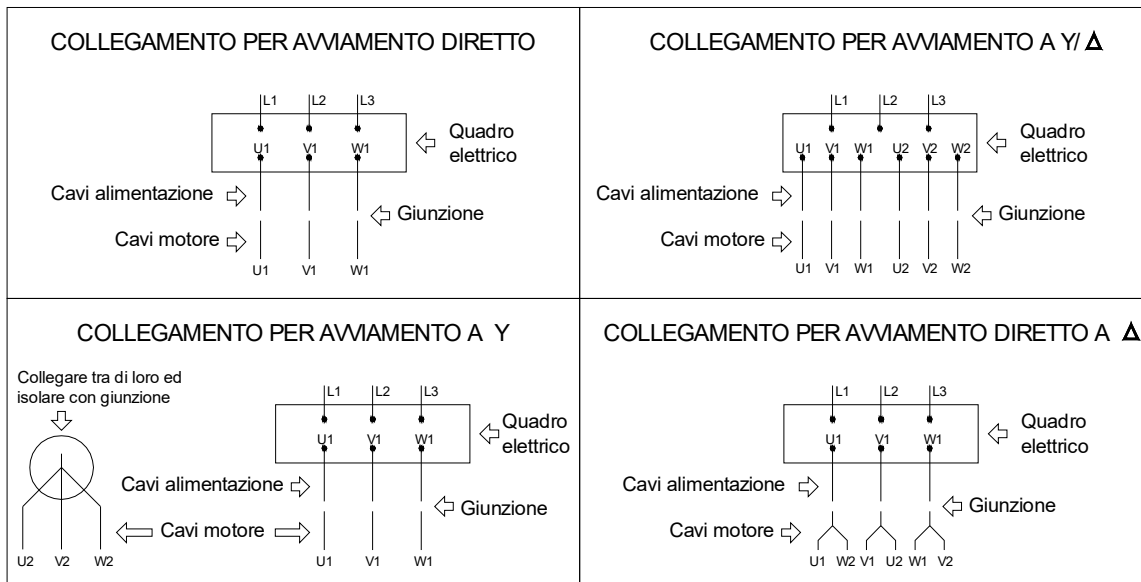 COLLEGAMENTO PER AVVIAMENTO DIRETTO
L1 L2 L3
U1 V1 W1
Quadro
elettrico
Cavi alimentazione
Giunzione
Cavi motore
U1 V1 W1
COLLEGAMENTO PER AVVIAMENTO A Y/ Δ
L1 L2 L3
U1 V1 W1 U2 V2 W2
Quadro
elettrico
Cavi alimentazione
Giunzione
Cavi motore
U1 V1 W1 U2 V2 W2
COLLEGAMENTO PER AVVIAMENTO A Y
Collegare tra di loro ed
isolare con giunzione
L1 L2 L3
U1 V1 W1
Quadro
elettrico
Cavi alimentazione
Giunzione
Cavi motore
U2 V2 W2
U1 V1 W1
COLLEGAMENTO PER AVVIAMENTO DIRETTO A Δ
L1 L2 L3
U1 V1 W1
Quadro
elettrico
Cavi alimentazione
Giunzione
Cavi motore
U1 W2 V1 U2 W1 V2